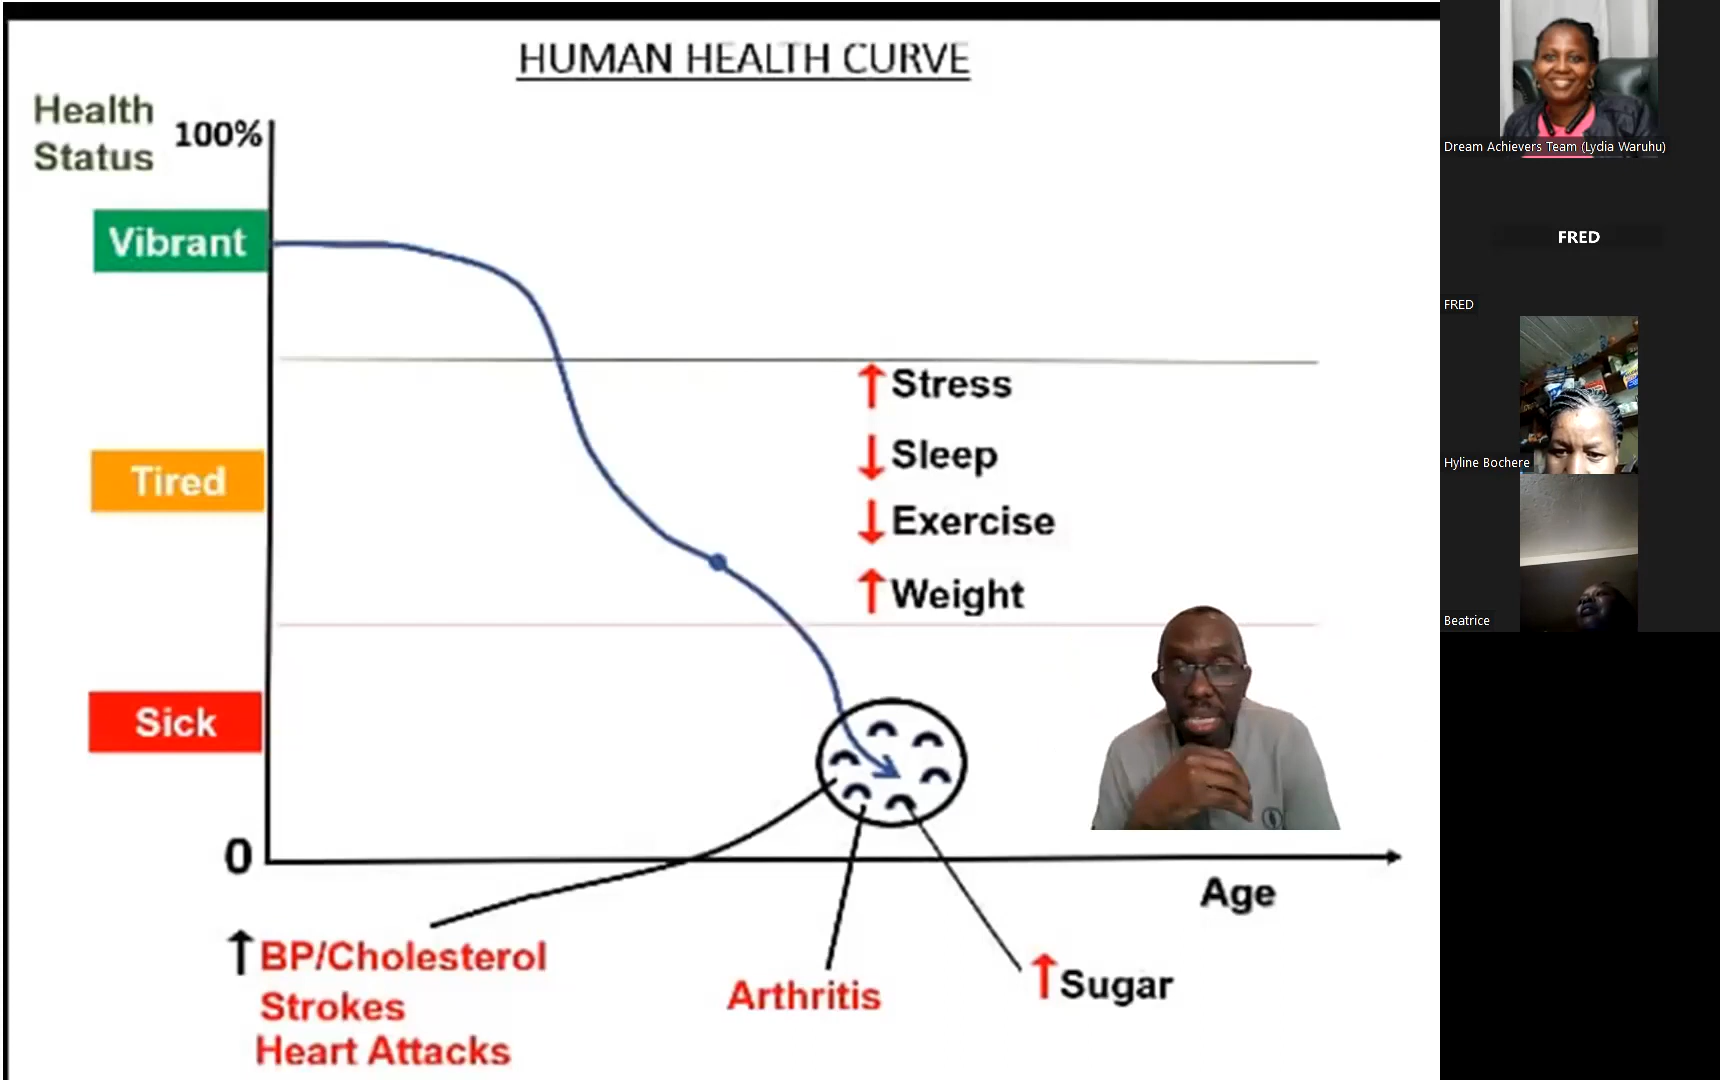 HUMAN HEALTH CURVE
Health
Status
100%
Vibrant
Stress
Tired
Sleep
Exercise
Weight
Sick
0
Age
BP/Cholesterol
Strokes
Heart Attacks
Arthritis
Sugar
Dream Achievers Team (Lydia Waruhu)
FRED
FRED
Hyline Bochere
Beatrice